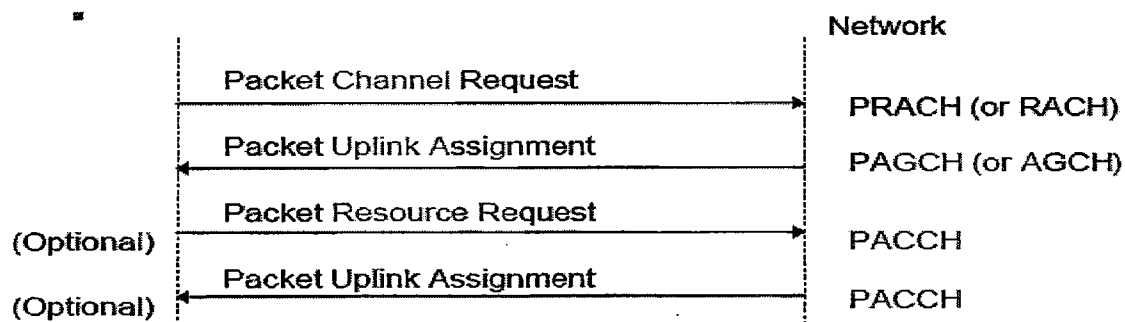 Network
Packet Channel Request
PRACH (or RACH)
Packet Uplink Assignment
PAGCH (or AGCH)
Packet Resource Request
(Optional)
PACCH
Packet Uplink Assignment
(Optional)
PACCH